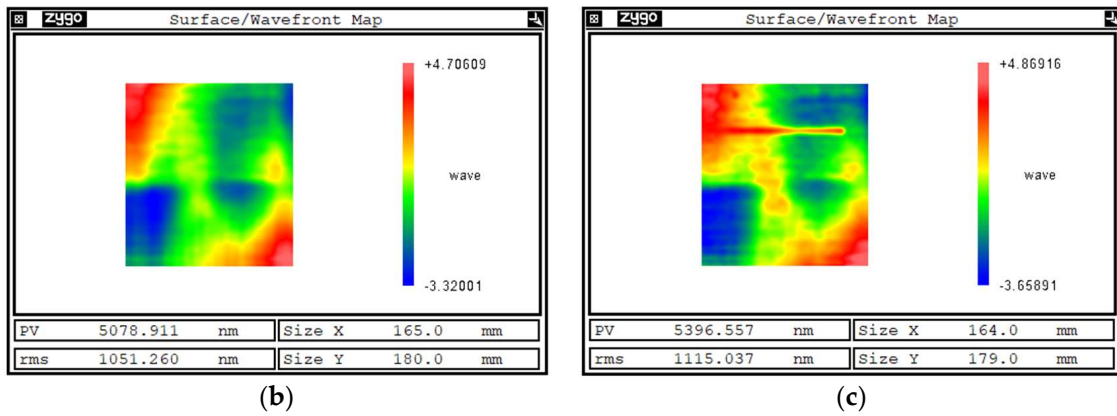 zygo Surface/Wavefront Map
+4.70609
wave
-3.32001
PV 5078.911 nm Size X 165.0 mm
rms 1051.260 nm Size Y 180.0 mm
(b)
zygo Surface/Wavefront Map
+4.86916
wave
-3.65891
PV 5396.557 nm Size X 164.0 mm
rms 1115.037 nm Size Y 179.0 mm
(c)